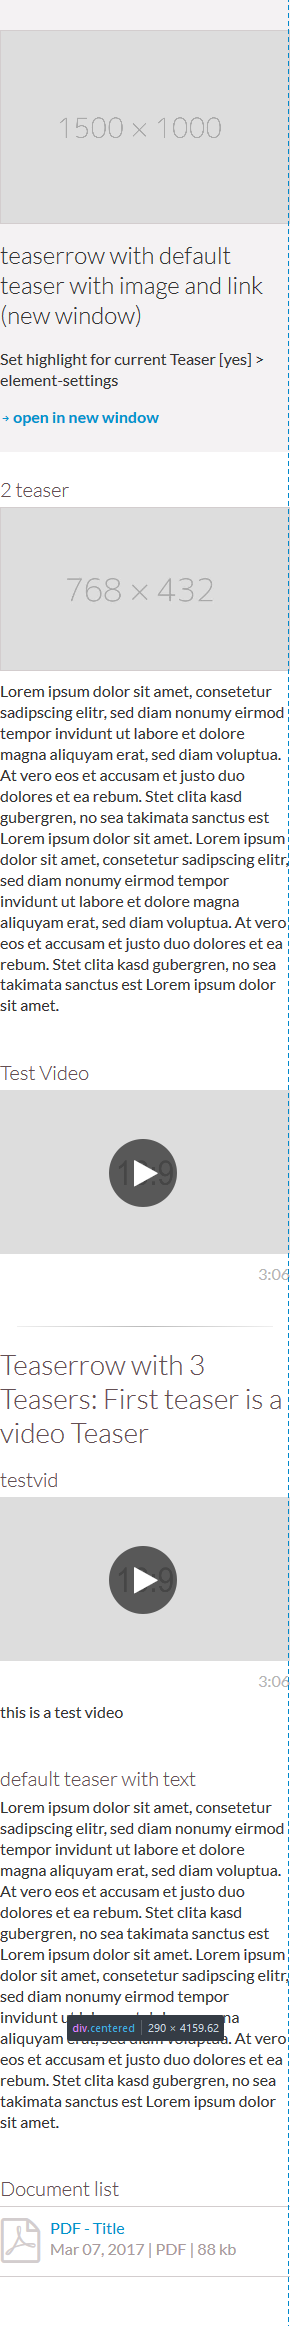 1500 × 1000
teaserrow with default
teaser with image and link
(new window)
Set highlight for current Teaser [yes] >
element-settings
open in new window
2 teaser
768 × 432
Lorem ipsum dolor sit amet, consetetur
sadipscing elitr, sed diam nonumy eirmod
tempor invidunt ut labore et dolore
magna aliquyam erat, sed diam voluptua.
At vero eos et accusam et justo duo
dolores et ea rebum. Stet clita kasd
gubergren, no sea takimata sanctus est
Lorem ipsum dolor sit amet. Lorem ipsum
dolor sit amet, consetetur sadipscing elitr,
sed diam nonumy eirmod tempor
invidunt ut labore et dolore magna
aliquyam erat, sed diam voluptua. At vero
eos et accusam et justo duo dolores et ea
rebum. Stet clita kasd gubergren, no sea
takimata sanctus est Lorem ipsum dolor
sit amet.
Test Video
3:06
Teaserrow with 3
Teasers: First teaser is a
video Teaser
testvid
3:06
this is a test video
default teaser with text
Lorem ipsum dolor sit amet, consetetur
sadipscing elitr, sed diam nonumy eirmod
tempor invidunt ut labore et dolore
magna aliquyam erat, sed diam voluptua.
At vero eos et accusam et justo duo
dolores et ea rebum. Stet clita kasd
gubergren, no sea takimata sanctus est
Lorem ipsum dolor sit amet. Lorem ipsum
dolor sit amet, consetetur sadipscing elitr,
sed diam nonumy eirmod tempor
invidunt
div.centered 290 × 4159.62
aliquyam erat, sed diam voluptua. At vero
eos et accusam et justo duo dolores et ea
rebum. Stet clita kasd gubergren, no sea
takimata sanctus est Lorem ipsum dolor
sit amet.
Document list
PDF - Title
Mar 07, 2017 | PDF | 88 kb